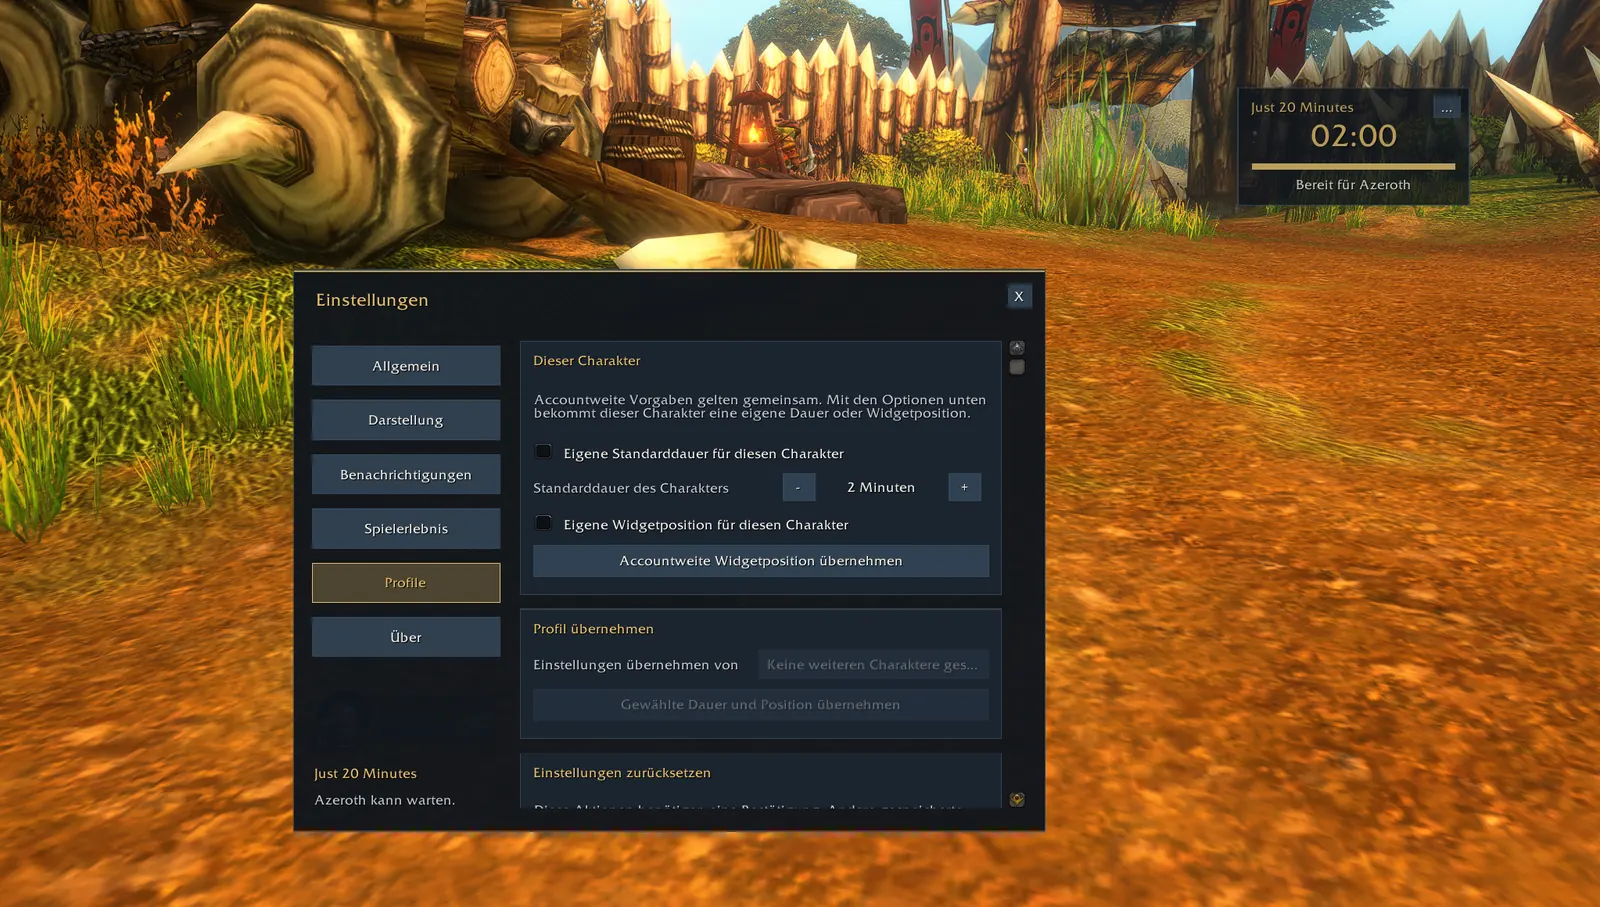 Just 20 Minutes
...
02:00
Bereit für Azeroth
Einstellungen
X
Allgemein
Darstellung
Benachrichtigungen
Spielerlebnis
Profile
Über
Just 20 Minutes
Azeroth kann warten.
Dieser Charakter
Accountweite Vorgaben gelten gemeinsam. Mit den Optionen unten
bekommt dieser Charakter eine eigene Dauer oder Widgetposition.
Eigene Standarddauer für diesen Charakter
Standarddauer des Charakters - 2 Minuten +
Eigene Widgetposition für diesen Charakter
Accountweite Widgetposition übernehmen
Profil übernehmen
Einstellungen übernehmen von Keine weiteren Charaktere ges...
Gewählte Dauer und Position übernehmen
Einstellungen zurücksetzen